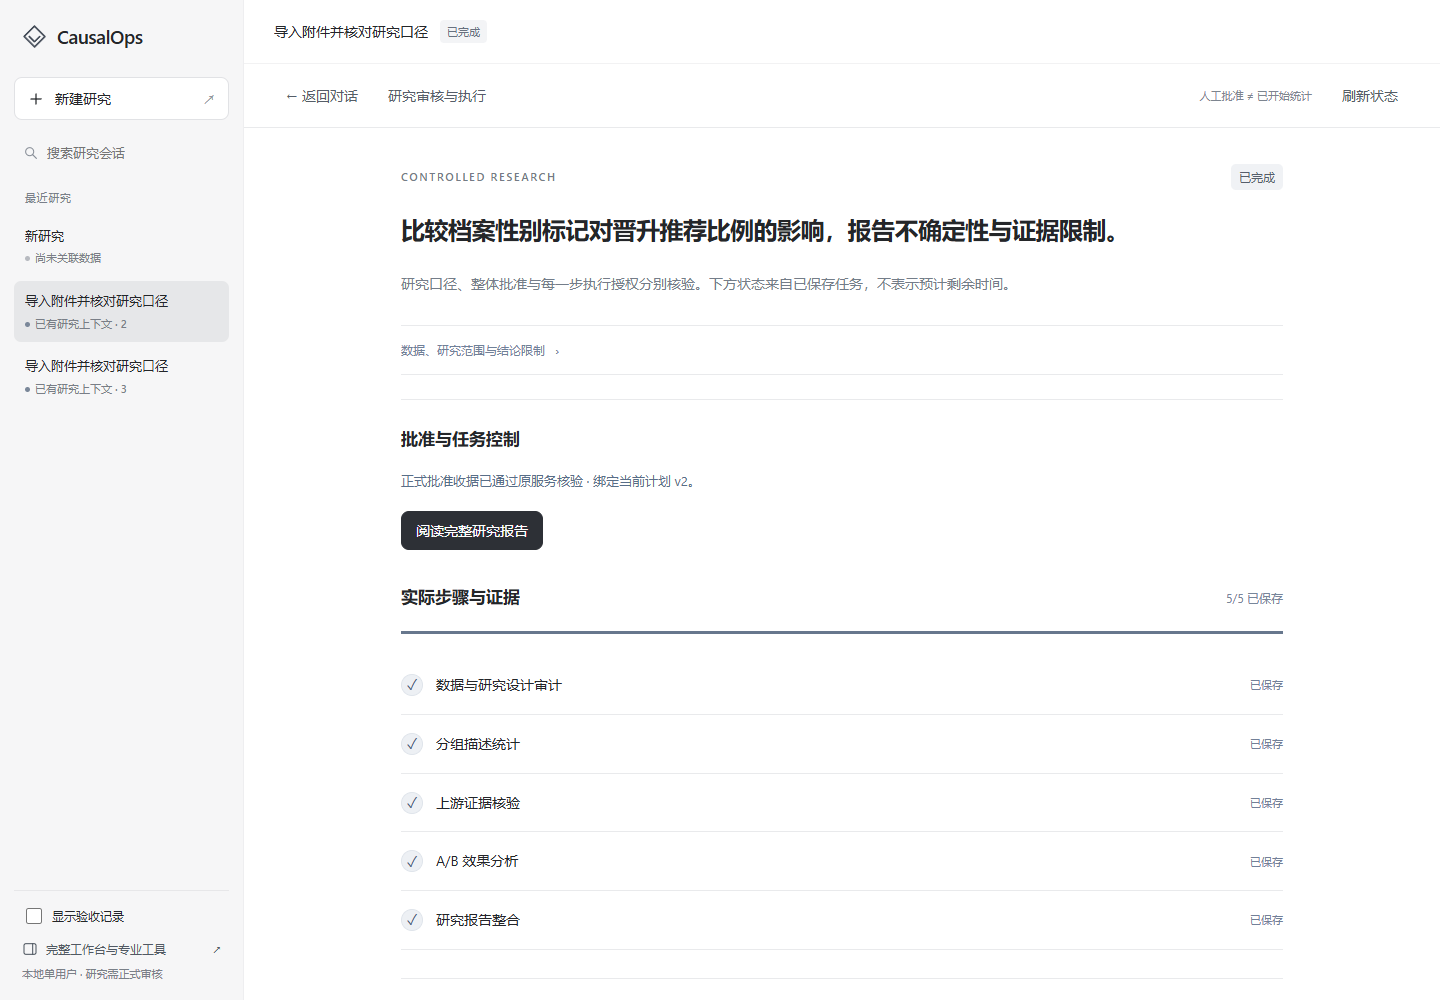 CausalOps
新建研究
搜索研究会话
最近研究
新研究
尚未关联数据
导入附件并核对研究口径
已有研究上下文 · 2
导入附件并核对研究口径
已有研究上下文 · 3
显示验收记录
完整工作台与专业工具
本地单用户 · 研究需正式审核
导入附件并核对研究口径 已完成
← 返回对话 研究审核与执行 人工批准 ≠ 已开始统计 刷新状态
CONTROLLED RESEARCH 已完成
比较档案性别标记对晋升推荐比例的影响，报告不确定性与证据限制。
研究口径、整体批准与每一步执行授权分别核验。下方状态来自已保存任务，不表示预计剩余时间。
数据、研究范围与结论限制 ›
批准与任务控制
正式批准收据已通过原服务核验 · 绑定当前计划 v2。
阅读完整研究报告
实际步骤与证据 5/5 已保存
数据与研究设计审计 已保存
分组描述统计 已保存
上游证据核验 已保存
A/B 效果分析 已保存
研究报告整合 已保存